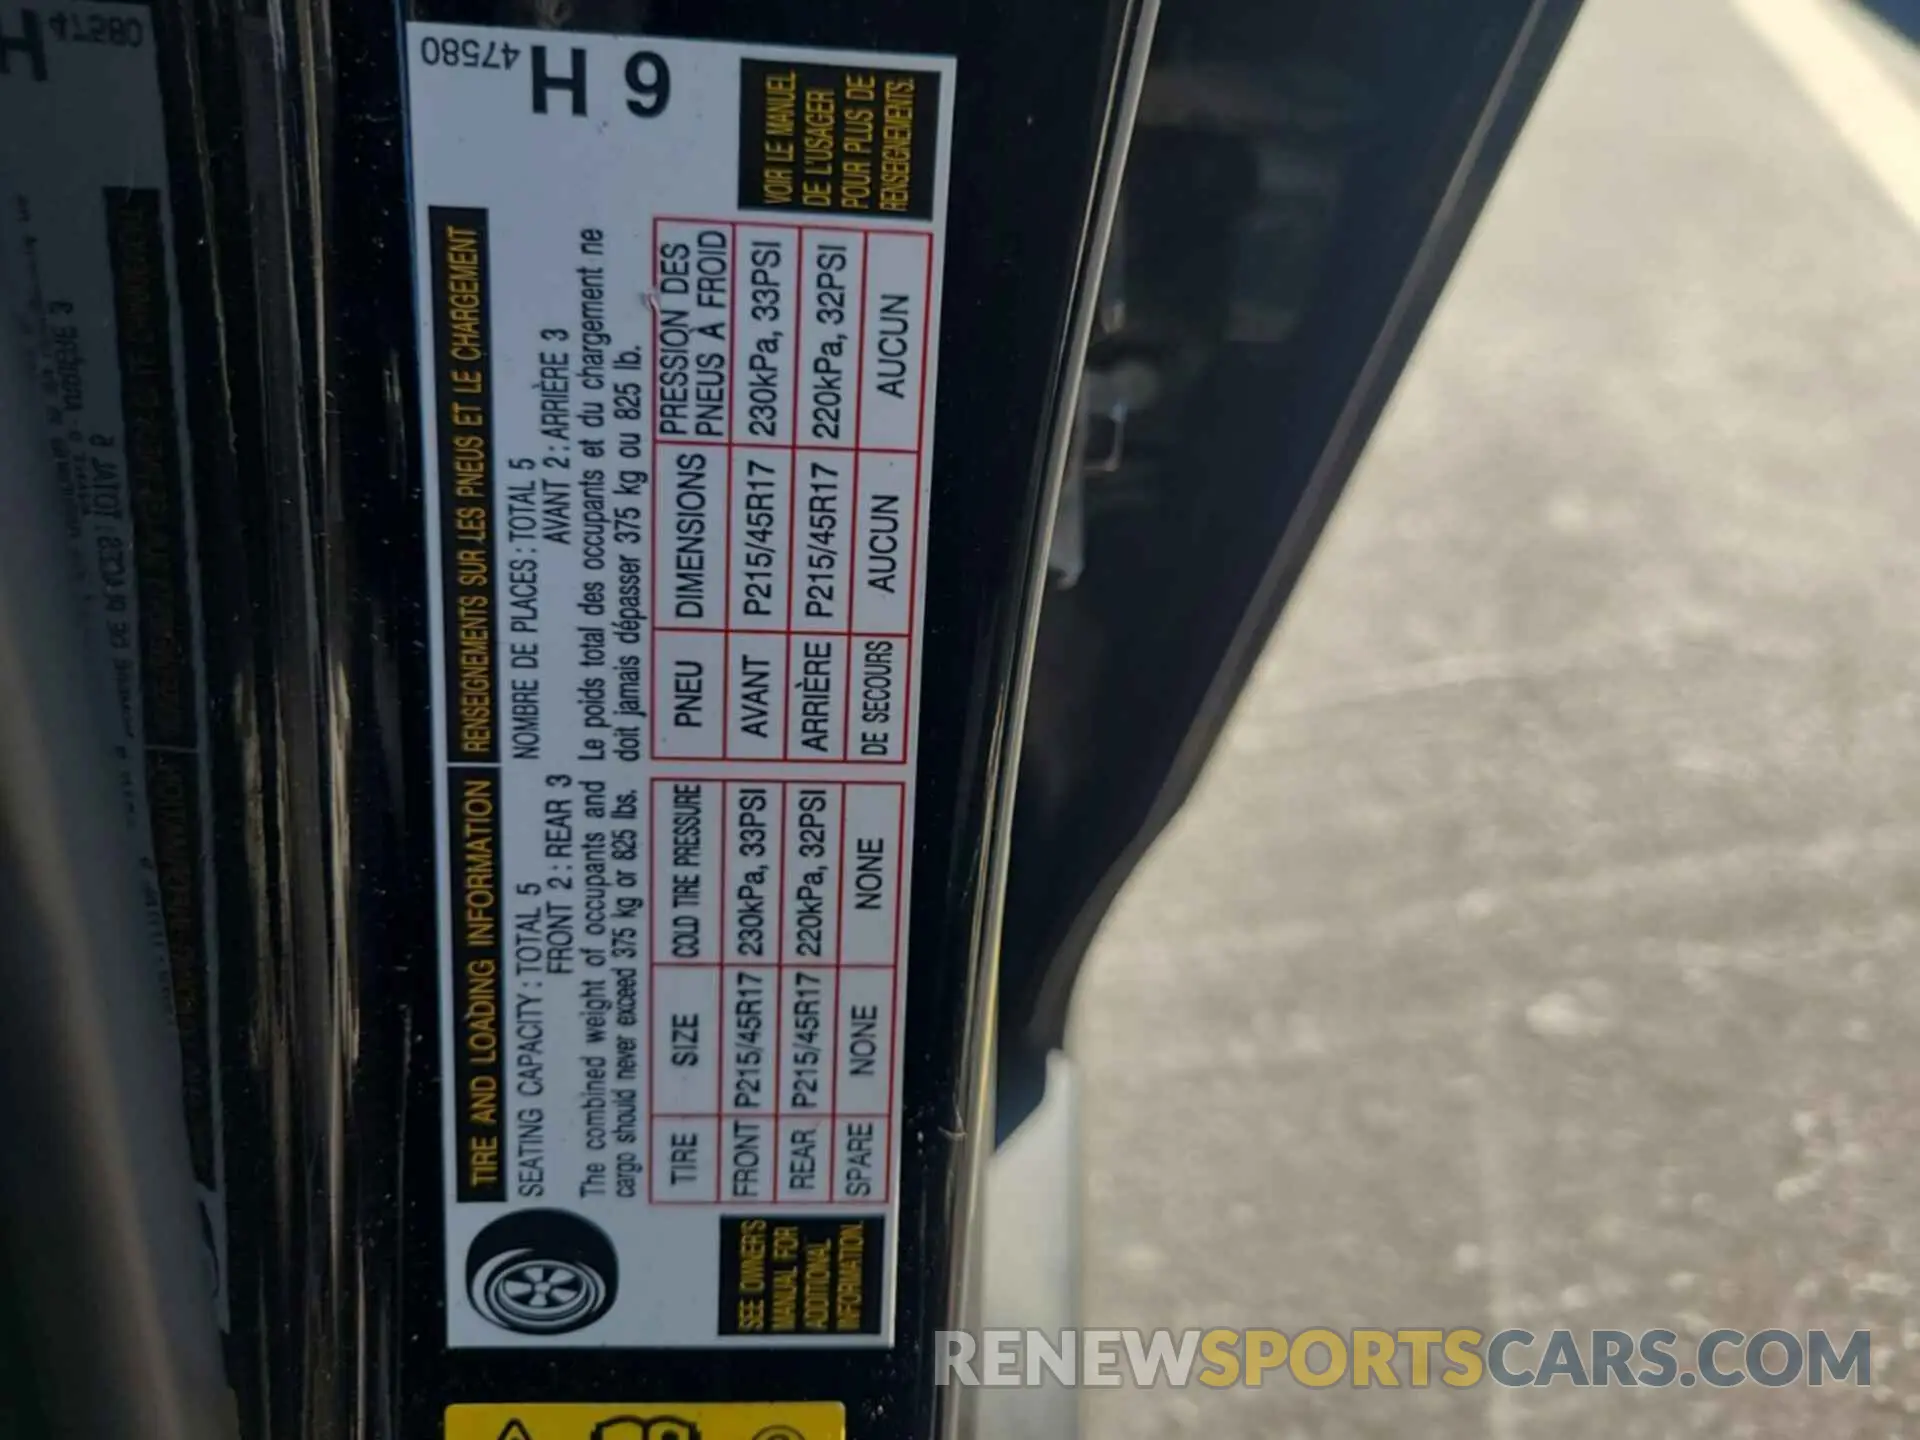 TIRE AND LOADING INFORMATION
RENSEIGNEMENTS SUR LES PNEUS ET LE CHARGEMENT
47580
H 9
SEATING CAPACITY : TOTAL 5
FRONT 2 : REAR 3
NOMBRE DE PLACES : TOTAL 5
AVANT 2 : ARRIÈRE 3
The combined weight of occupants and
cargo should never exceed 375 kg or 825 lbs.
Le poids total des occupants et du chargement ne
doit jamais dépasser 375 kg ou 825 lb.
SEE OWNER'S
MANUAL FOR
ADDITIONAL
INFORMATION.
TIRE SIZE COLD TIRE PRESSURE
FRONT P215/45R17 230kPa, 33PSI
REAR P215/45R17 220kPa, 32PSI
SPARE NONE NONE
PNEU DIMENSIONS PRESSION DES
PNEUS À FROID
AVANT P215/45R17 230kPa, 33PSI
ARRIÈRE P215/45R17 220kPa, 32PSI
DE SECOURS AUCUN AUCUN
VOIR LE MANUEL
DE L'USAGER
POUR PLUS DE
RENSEIGNEMENTS.
RENEWSPORTSCARS.COM